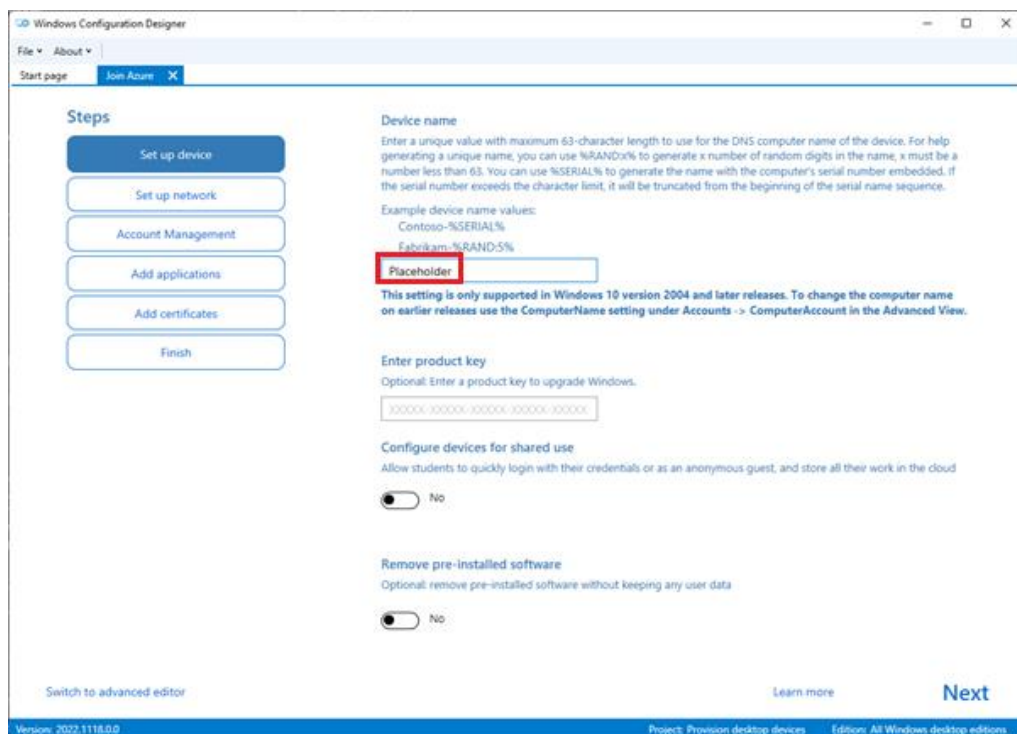 Windows Configuration Designer
File About
Start page Join Azure
Steps
Set up device
Set up network
Account Management
Add applications
Add certificates
Finish
Device name
Enter a unique value with maximum 63-character length to use for the DNS computer name of the device. For help
generating a unique name, you can use %RAND:x% to generate x number of random digits in the name, x must be a
number less than 63. You can use %SERIAL% to generate the name with the computer's serial number embedded. If
the serial number exceeds the character limit, it will be truncated from the beginning of the serial name sequence.
Example device name values:
Contoso-%SERIAL%
Fabrikam-%RAND:5%
Placeholder
This setting is only supported in Windows 10 version 2004 and later releases. To change the computer name
on earlier releases use the ComputerName setting under Accounts -> ComputerAccount in the Advanced View.
Enter product key
Optional: Enter a product key to upgrade Windows.
XXXXX-XXXXX-XXXXX-XXXXX-XXXXX
Configure devices for shared use
Allow students to quickly login with their credentials or as an anonymous guest, and store all their work in the cloud
No
Remove pre-installed software
Optional: remove pre-installed software without keeping any user data
No
Switch to advanced editor
Learn more
Next
Version: 2022.1118.0.0
Project: Provision desktop devices
Edition: All Windows desktop editions